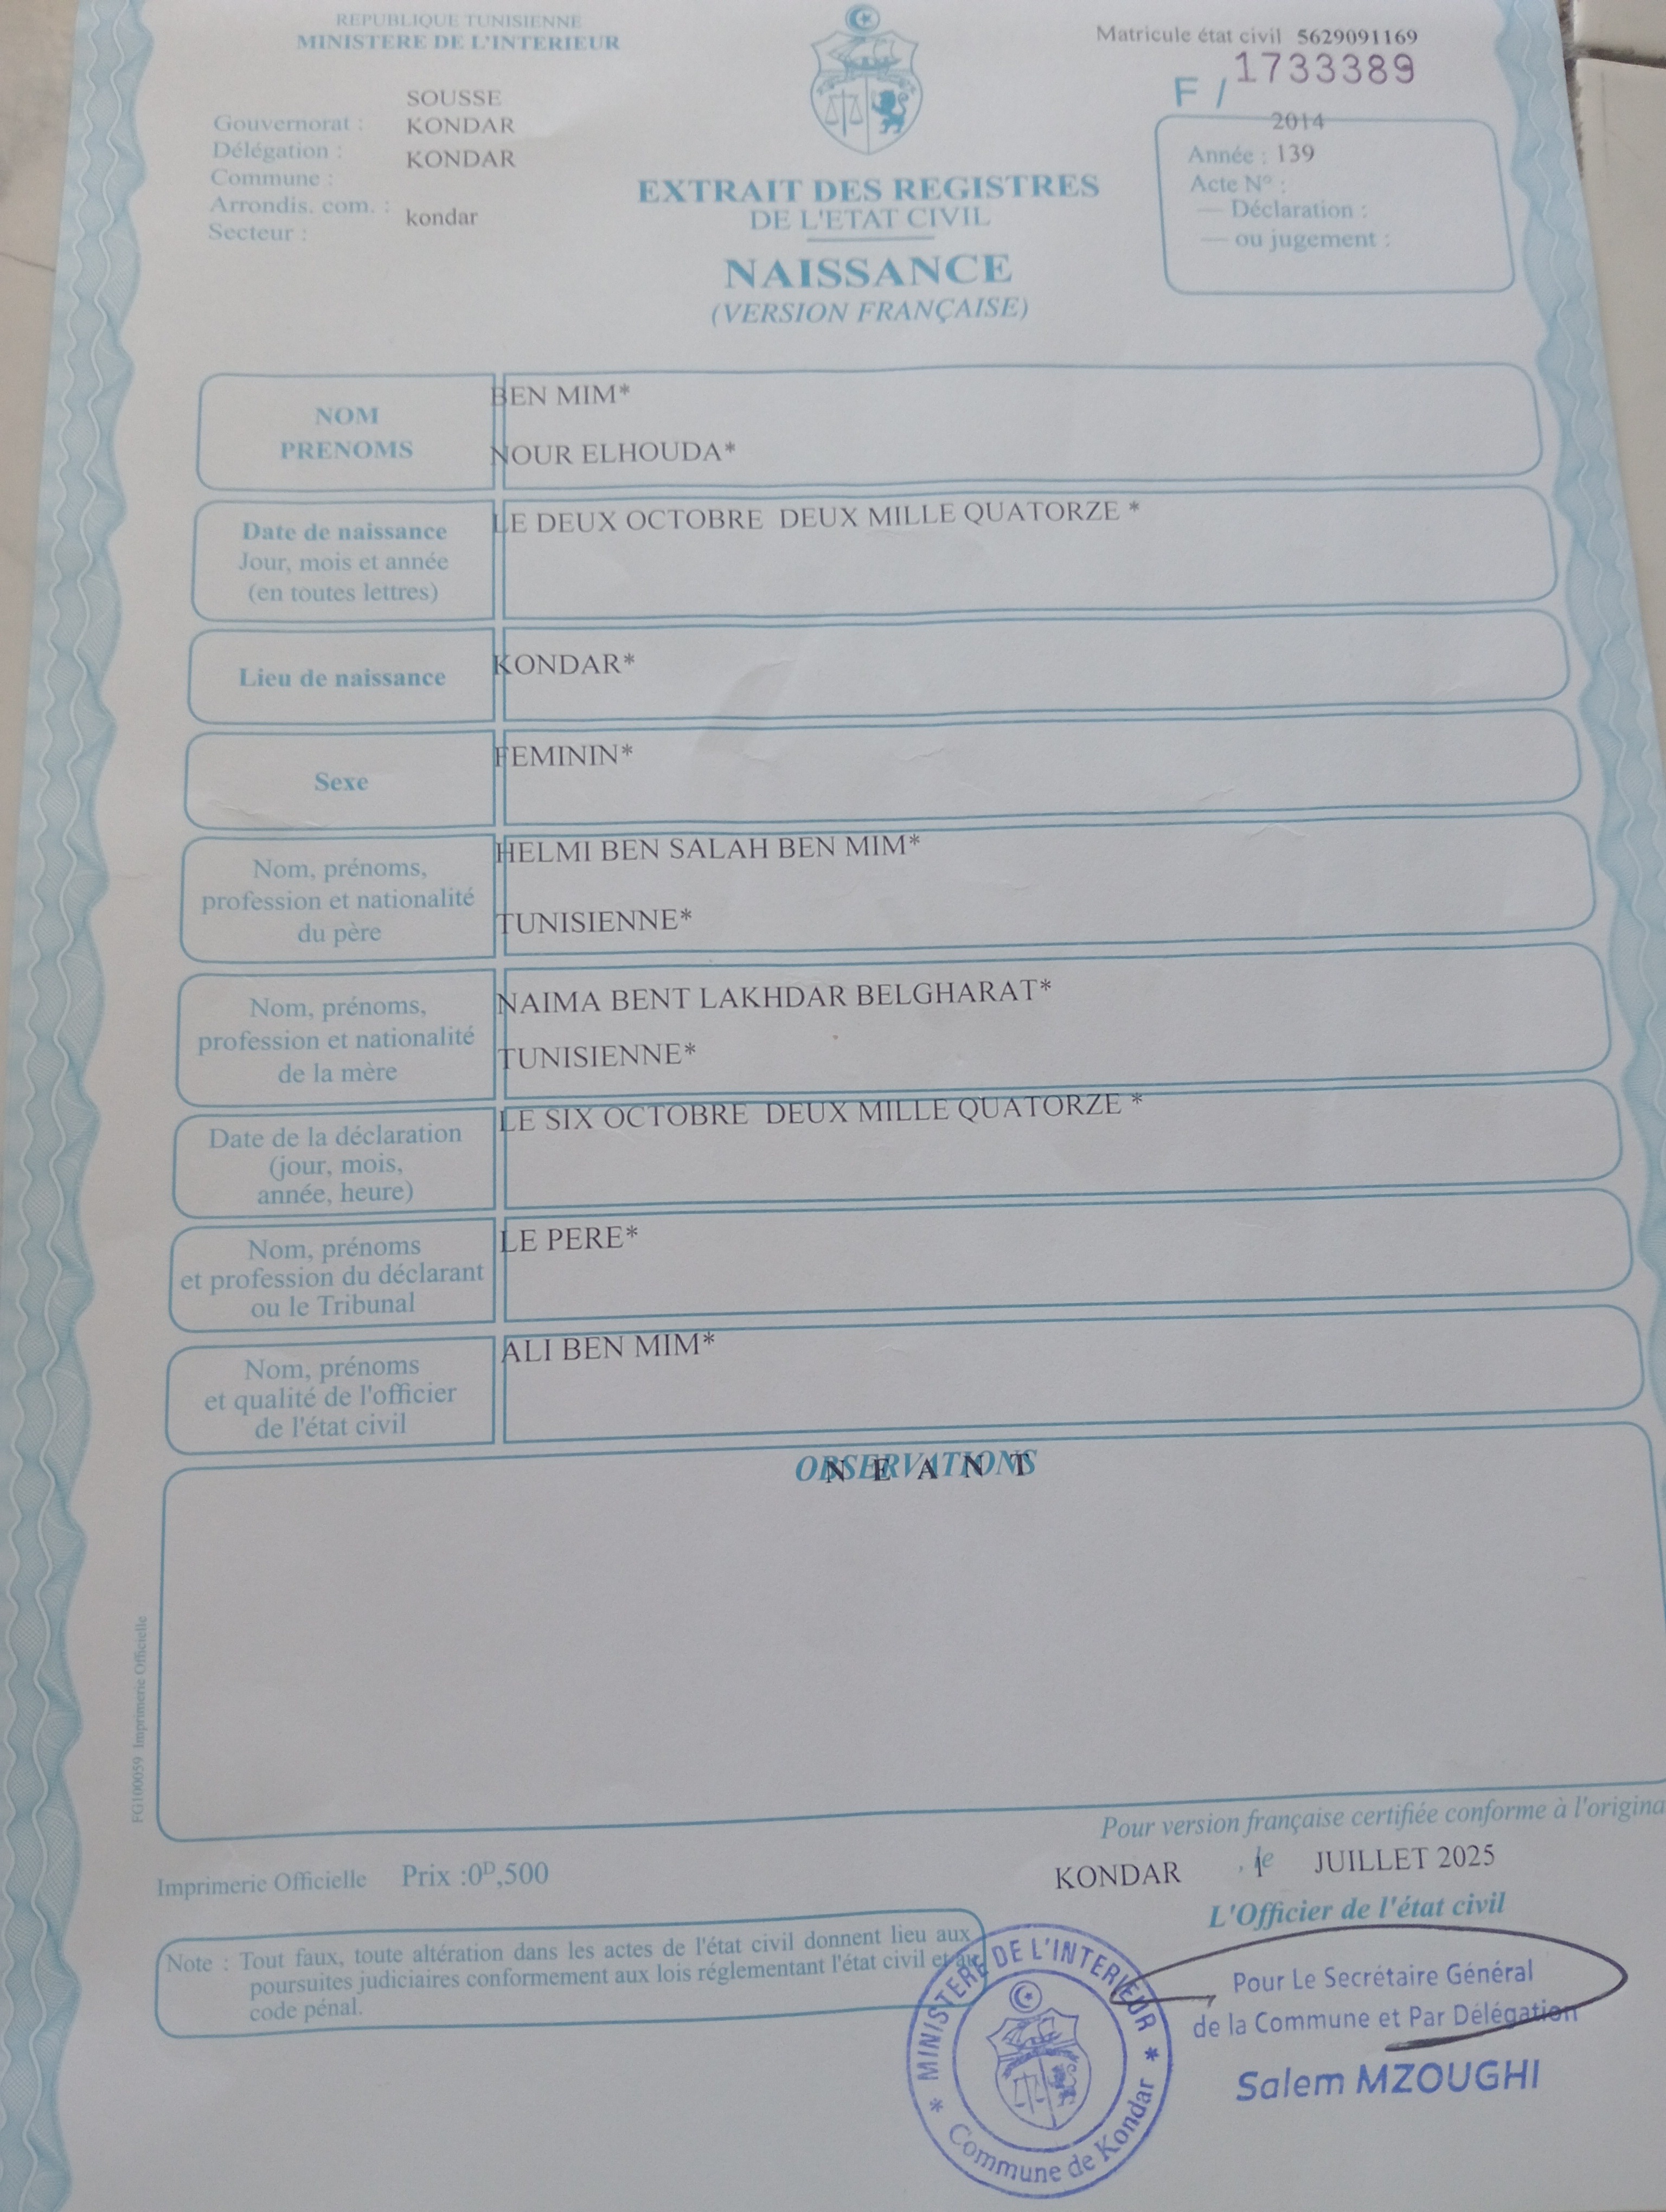 REPUBLIQUE TUNISIENNE
MINISTERE DE L'INTERIEUR
Matricule état civil 5629091169
F / 1733389
SOUSSE
Gouvernorat : KONDAR
Délégation : KONDAR
Commune :
Arrondis. com. : kondar
Secteur :
2014
Année : 139
Acte N° :
— Déclaration :
— ou jugement :
EXTRAIT DES REGISTRES
DE L'ETAT CIVIL
NAISSANCE
(VERSION FRANÇAISE)
NOM
PRENOMS
BEN MIM*
NOUR ELHOUDA*
Date de naissance
Jour, mois et année
(en toutes lettres)
LE DEUX OCTOBRE DEUX MILLE QUATORZE *
Lieu de naissance
KONDAR*
Sexe
FEMININ*
Nom, prénoms,
profession et nationalité
du père
HELMI BEN SALAH BEN MIM*
TUNISIENNE*
Nom, prénoms,
profession et nationalité
de la mère
NAIMA BENT LAKHDAR BELGHARAT*
TUNISIENNE*
Date de la déclaration
(jour, mois,
année, heure)
LE SIX OCTOBRE DEUX MILLE QUATORZE *
Nom, prénoms
et profession du déclarant
ou le Tribunal
LE PERE*
Nom, prénoms
et qualité de l'officier
de l'état civil
ALI BEN MIM*
OBSERVATIONS
N E A N T
FG100059 Imprimerie Officielle
Pour version française certifiée conforme à l'origina
KONDAR , le 1 JUILLET 2025
L'Officier de l'état civil
Imprimerie Officielle Prix :0D,500
Note : Tout faux, toute altération dans les actes de l'état civil donnent lieu aux
poursuites judiciaires conformement aux lois réglementant l'état civil et au
code pénal.
MINISTERE DE L'INTERIEUR
Commune de Kondar
Pour Le Secrétaire Général
de la Commune et Par Délégation
Salem MZOUGHI